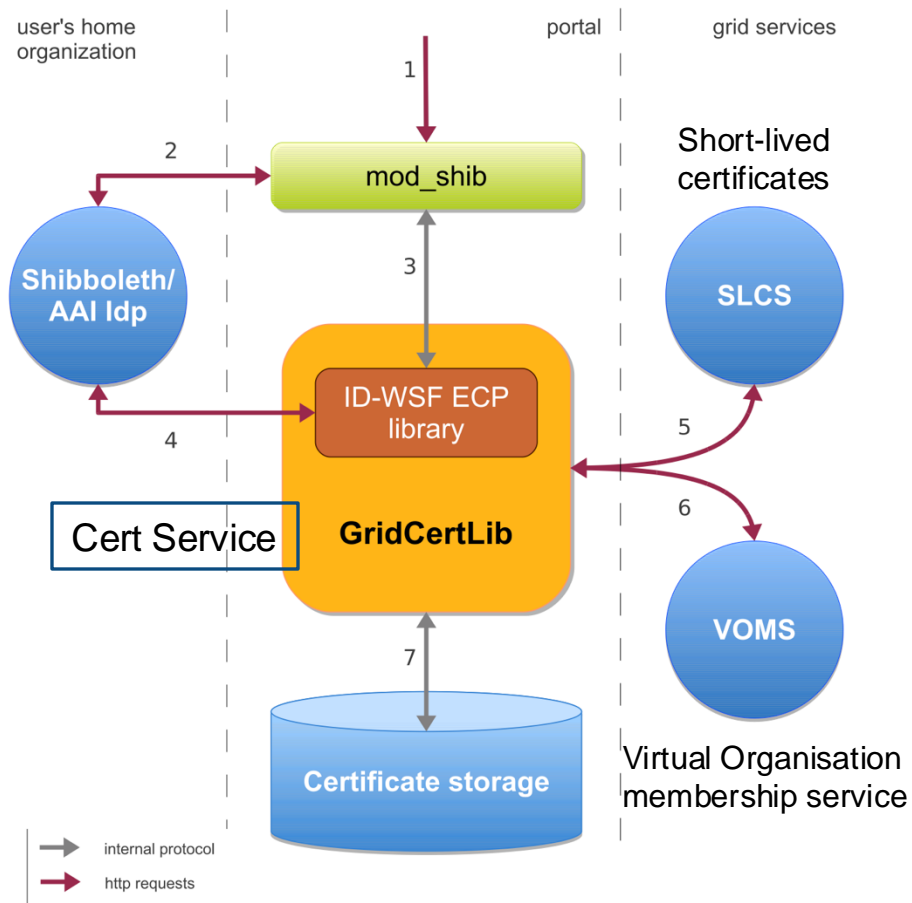 user's home
organization
portal
grid services
1
2
mod_shib
Short-lived
certificates
3
Shibboleth/
AAI Idp
SLCS
ID-WSF ECP
library
4
5
6
Cert Service
GridCertLib
VOMS
7
Certificate storage
Virtual Organisation
membership service
internal protocol
http requests